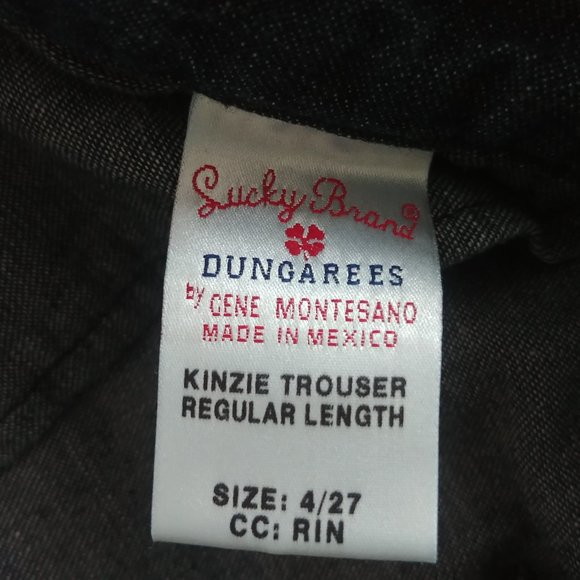 Lucky Brand®
DUNGAREES
by GENE MONTESANO
MADE IN MEXICO
KINZIE TROUSER
REGULAR LENGTH
SIZE: 4/27
CC: RIN